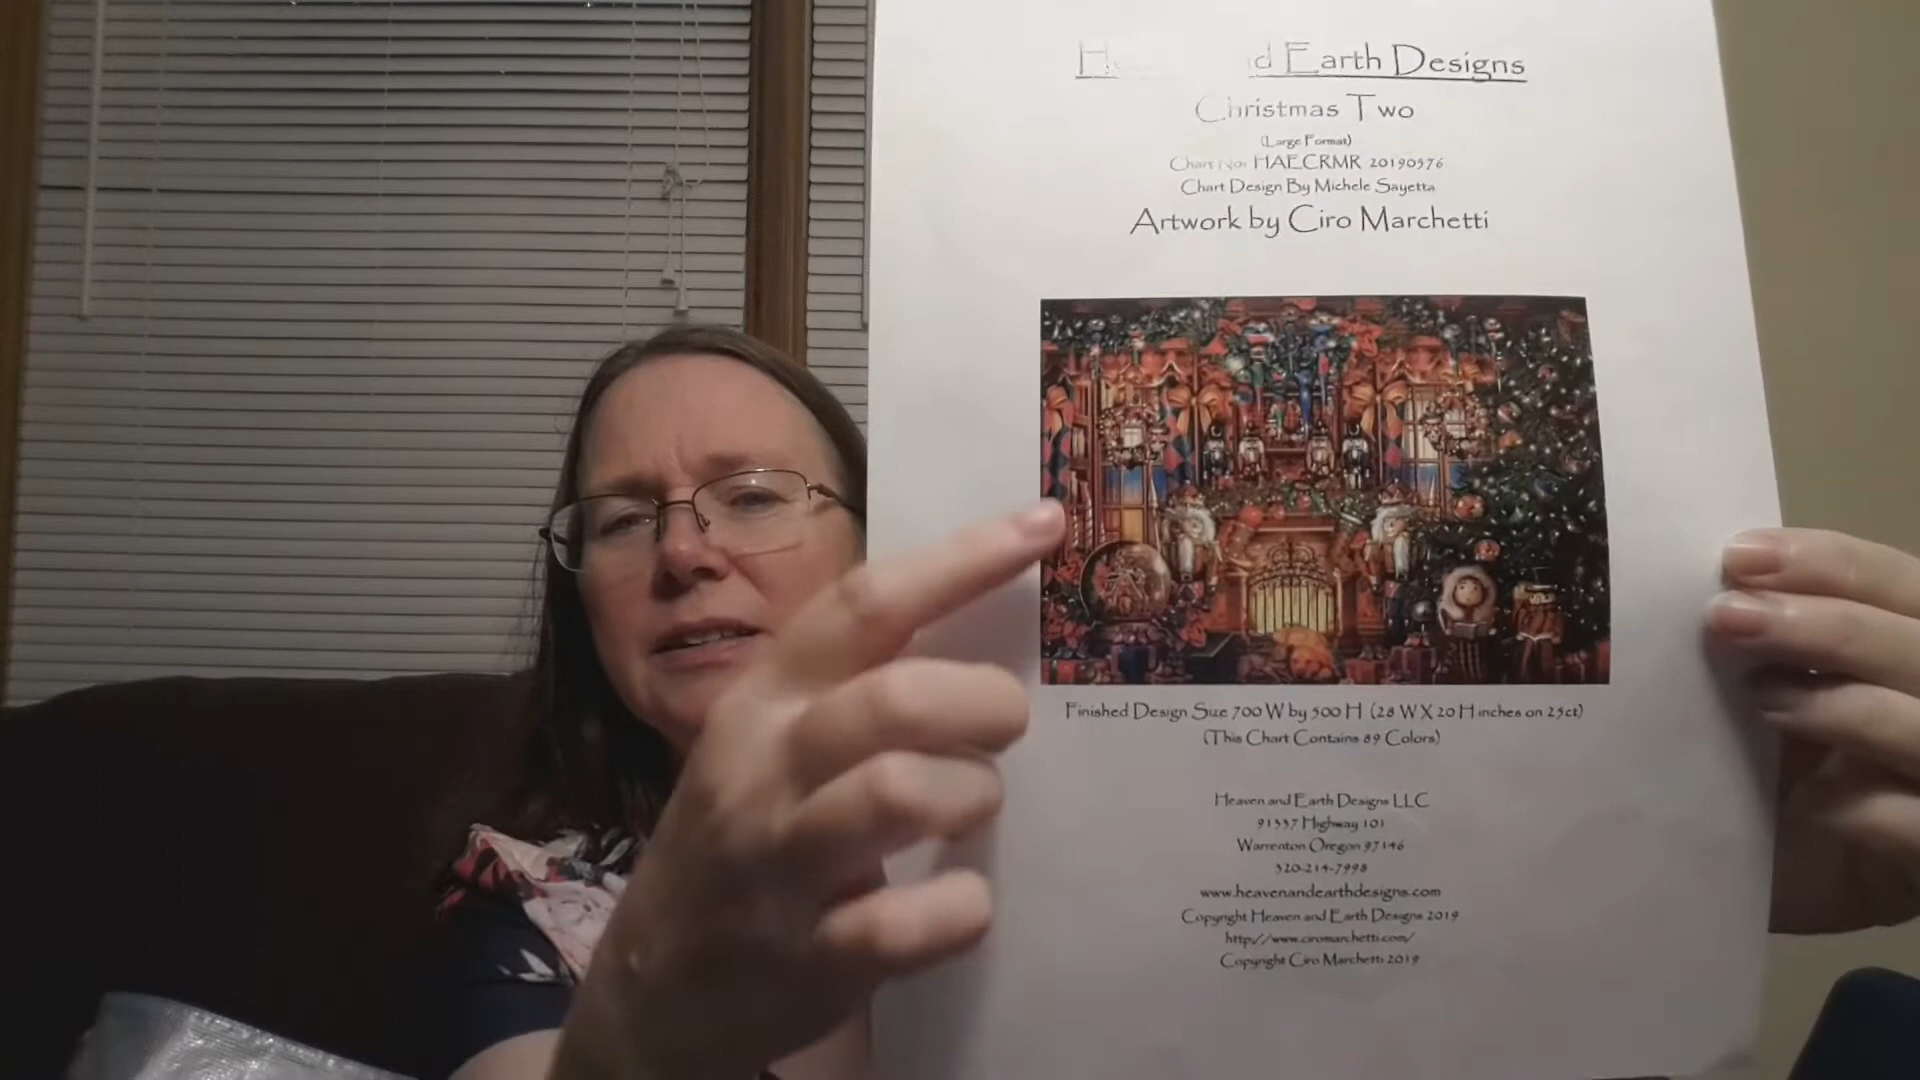 Earth Designs
Christmas Two
(Large Format)
Chart No: HAECRMR 20190576
Chart Design By Michele Sayetta
Artwork by Ciro Marchetti
Finished Design Size 700 W by 500 H (28 W X 20 H inches on 25ct)
(This Chart Contains 89 Colors)
Heaven and Earth Designs LLC
91337 Highway 101
Warrenton Oregon 97146
320-214-7998
www.heavenandearthdesigns.com
Copyright Heaven and Earth Designs 2019
http://www.ciromarchetti.com/
Copyright Ciro Marchetti 2019